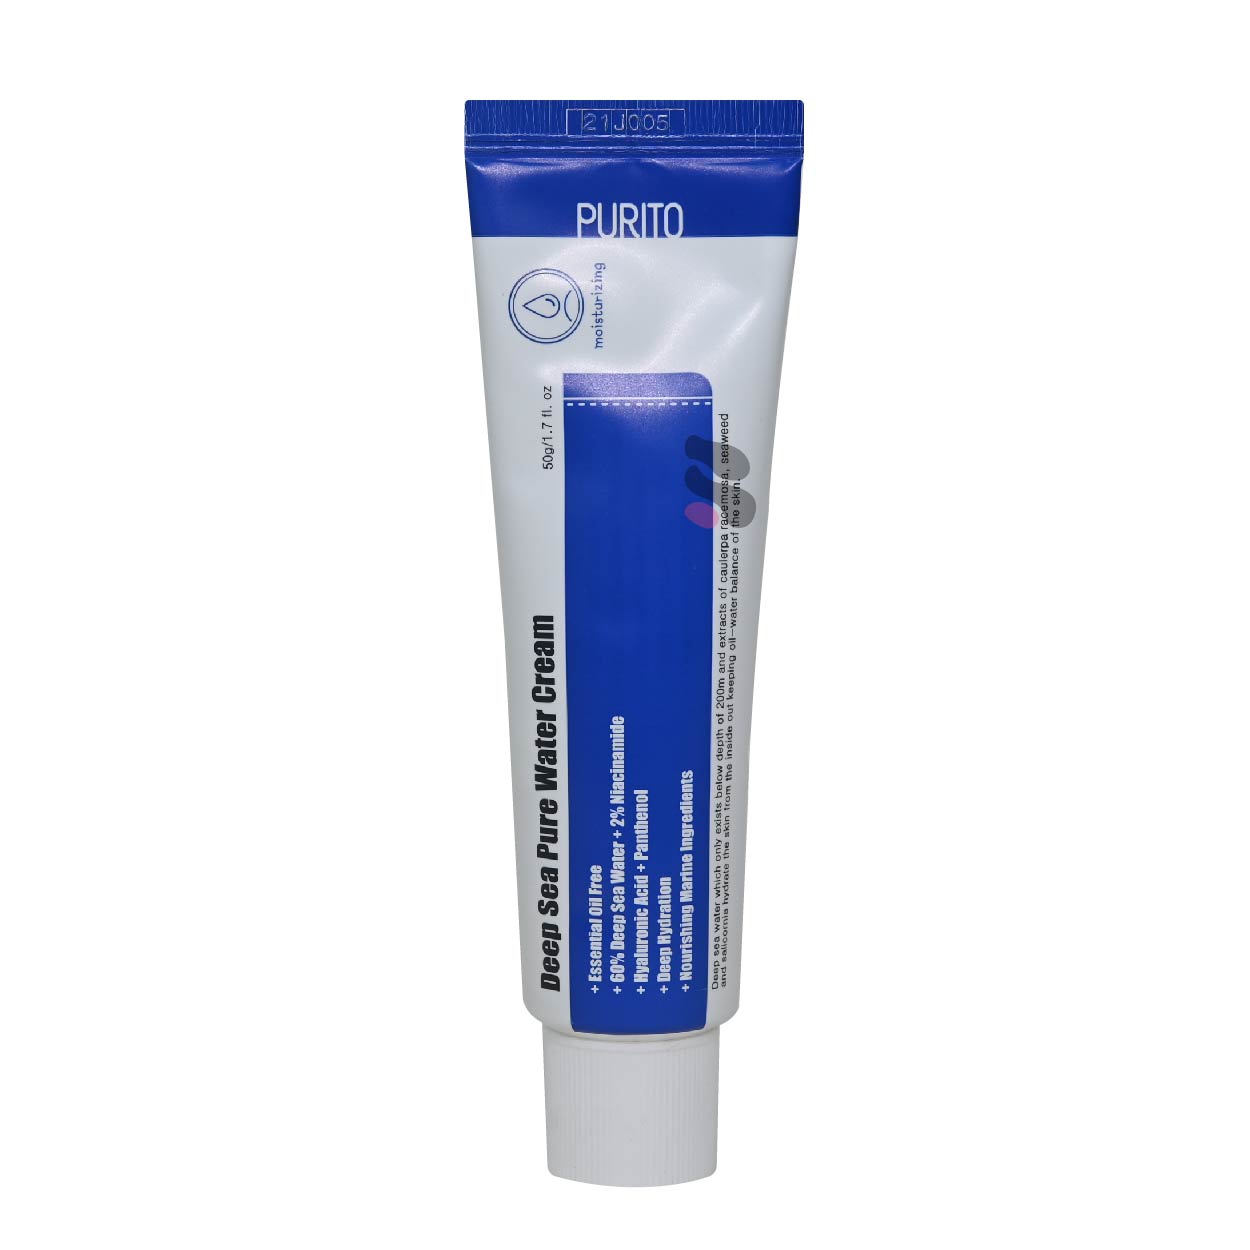 21J005
PURITO
moisturizing
50g/1.7 fl. oz
Deep Sea Pure Water Cream
+ Essential Oil Free
+ 60% Deep Sea Water + 2% Niacinamide
+ Hyaluronic Acid + Panthenol
+ Deep Hydration
+ Nourishing Marine Ingredients
Deep sea water which only exists below depth of 200m and extracts of caulerpa racemosa, seaweed
and salicornia hydrate the skin from the inside out keeping oil-water balance of the skin.